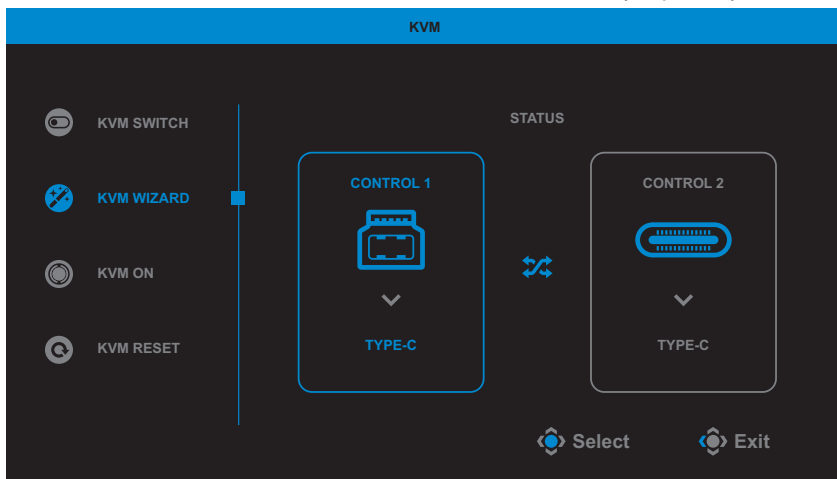 KVM
KVM SWITCH
KVM WIZARD
KVM ON
KVM RESET
STATUS
CONTROL 1
TYPE-C
CONTROL 2
TYPE-C
Select
Exit